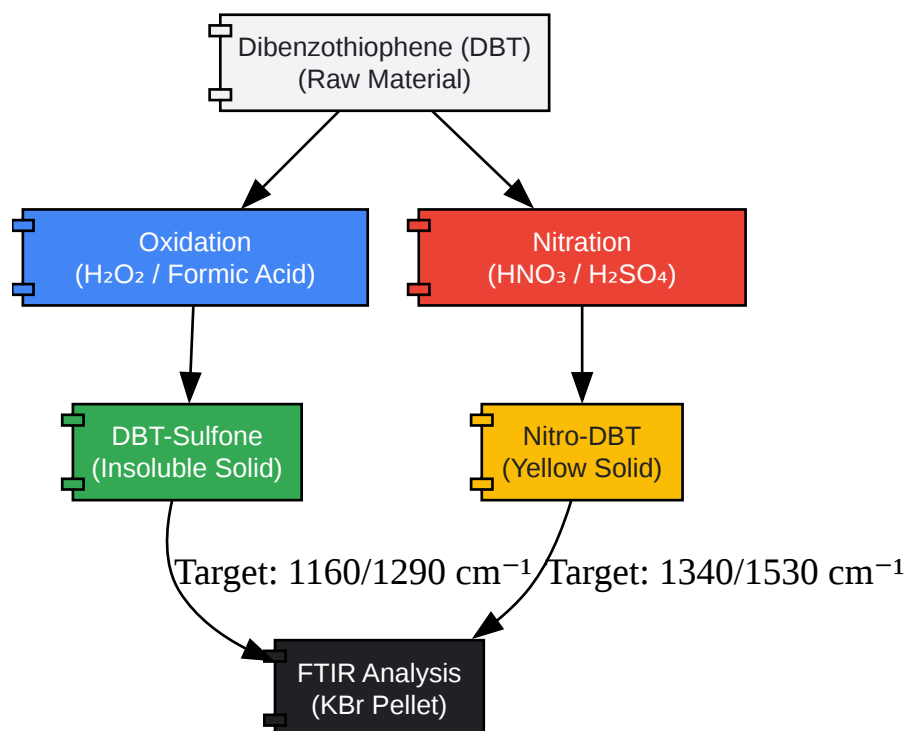 Dibenzothiophene (DBT)
(Raw Material)
Oxidation
(H₂O₂ / Formic Acid)
Nitration
(HNO₃ / H₂SO₄)
DBT-Sulfone
(Insoluble Solid)
Nitro-DBT
(Yellow Solid)
Target: 1160/1290 cm⁻¹
Target: 1340/1530 cm⁻¹
FTIR Analysis
(KBr Pellet)